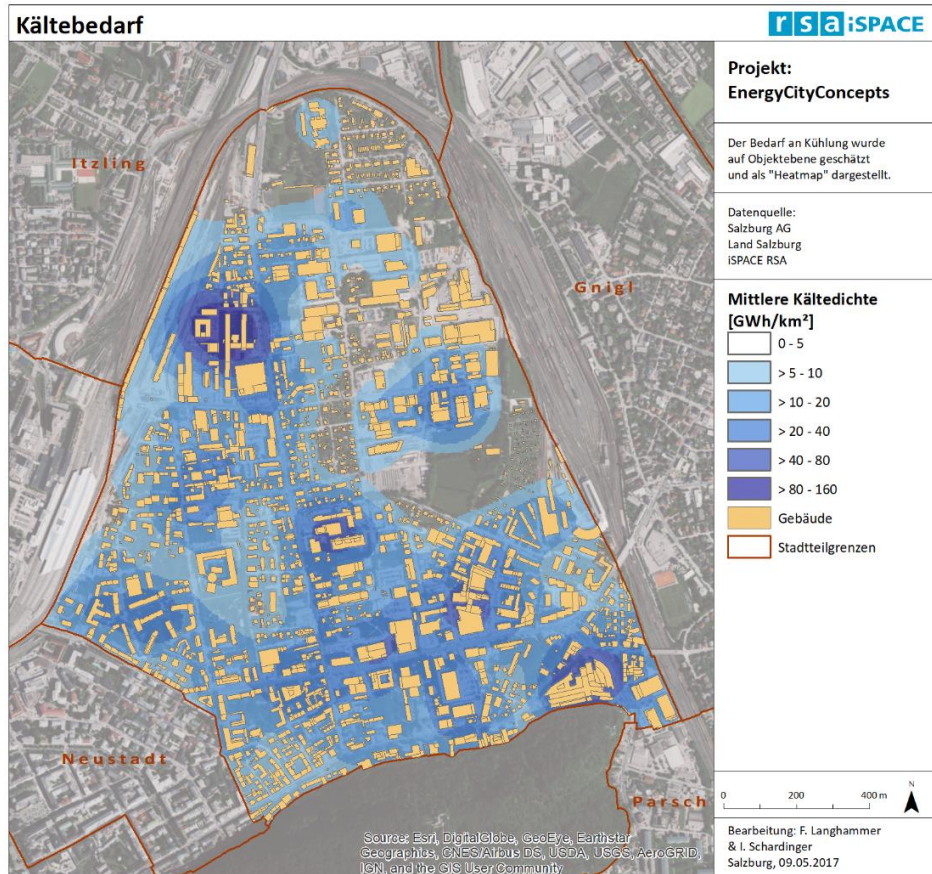 Kältebedarf
rsa iSPACE
Projekt:
EnergyCityConcepts
Der Bedarf an Kühlung wurde
auf Objektebene geschätzt
und als "Heatmap" dargestellt.
Datenquelle:
Salzburg AG
Land Salzburg
iSPACE RSA
Mittlere Kältedichte
[GWh/km²]
0 - 5
> 5 - 10
> 10 - 20
> 20 - 40
> 40 - 80
> 80 - 160
Gebäude
Stadtteilgrenzen
Itzling
Gnigl
Neustadt
Parsch
Source: Esri, DigitalGlobe, GeoEye, Earthstar
Geographics, CNES/Airbus DS, USDA, USGS, AeroGRID,
IGN, and the GIS User Community
N
0 200 400 m
Bearbeitung: F. Langhammer
& I. Schardinger
Salzburg, 09.05.2017